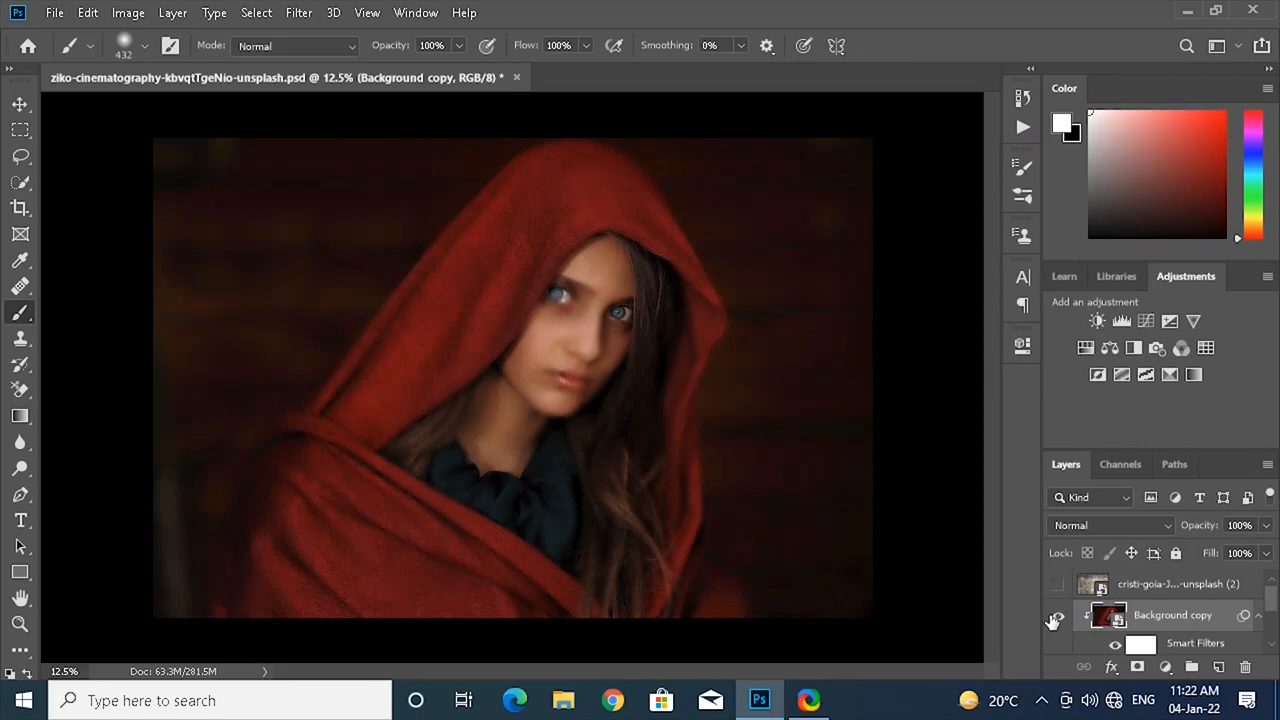 Ps File Edit Image Layer Type Select Filter 3D View Window Help
432 Mode: Normal Opacity: 100% Flow: 100% Smoothing: 0%
ziko-cinematography-kbvqtTgeNio-unsplash.psd @ 12.5% (Background copy, RGB/8) *
Color
Learn Libraries Adjustments
Add an adjustment
Layers Channels Paths
Kind
Normal Opacity: 100%
Lock: Fill: 100%
cristi-goia-J...-unsplash (2)
Background copy
Smart Filters
12.5% Doc: 63.3M/281.5M
Type here to search
Ps
20°C
ENG
11:22 AM
04-Jan-22